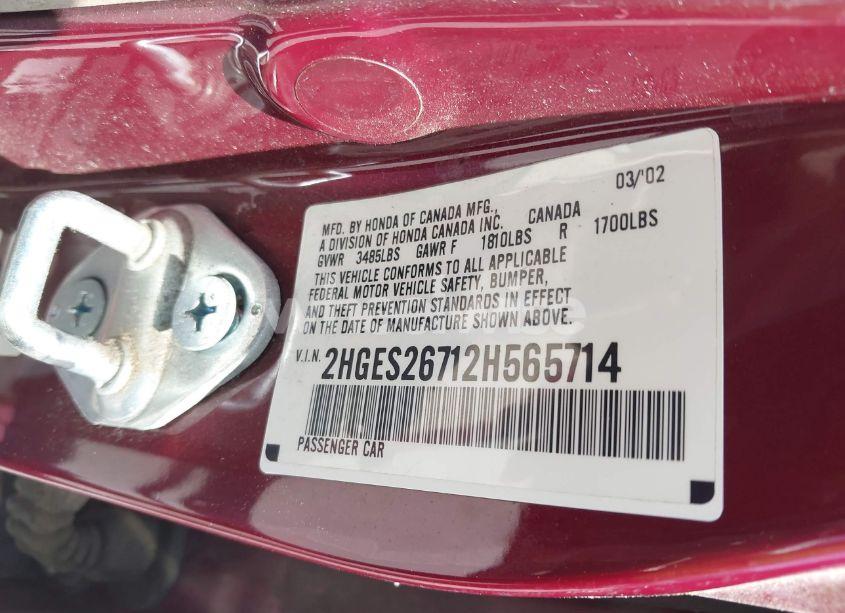 03/'02
MFD. BY HONDA OF CANADA MFG.
A DIVISION OF HONDA CANADA INC. CANADA
GVWR 3485LBS GAWR F 1810LBS R 1700LBS
THIS VEHICLE CONFORMS TO ALL APPLICABLE
FEDERAL MOTOR VEHICLE SAFETY, BUMPER,
AND THEFT PREVENTION STANDARDS IN EFFECT
ON THE DATE OF MANUFACTURE SHOWN ABOVE.
V.I.N. 2HGES26712H565714
PASSENGER CAR